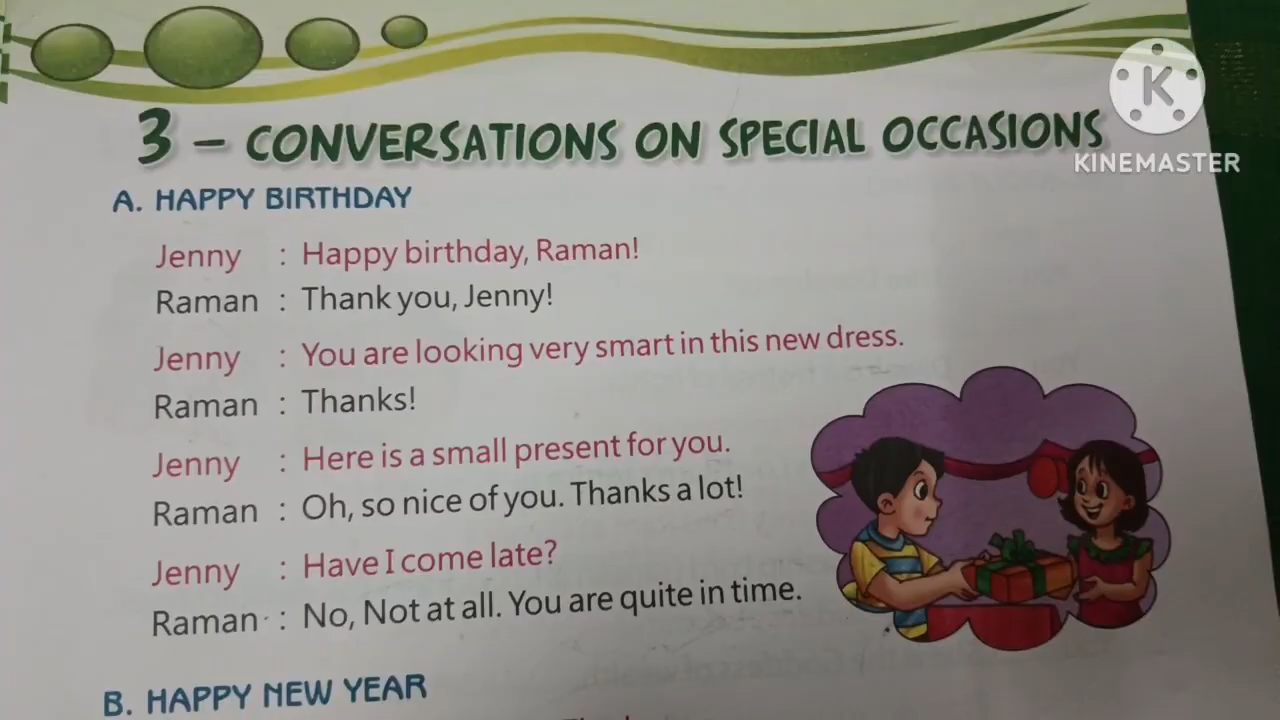 3 – CONVERSATIONS ON SPECIAL OCCASIONS
K
KINEMASTER
A. HAPPY BIRTHDAY
Jenny : Happy birthday, Raman!
Raman : Thank you, Jenny!
Jenny : You are looking very smart in this new dress.
Raman : Thanks!
Jenny : Here is a small present for you.
Raman : Oh, so nice of you. Thanks a lot!
Jenny : Have I come late?
Raman : No, Not at all. You are quite in time.
B. HAPPY NEW YEAR